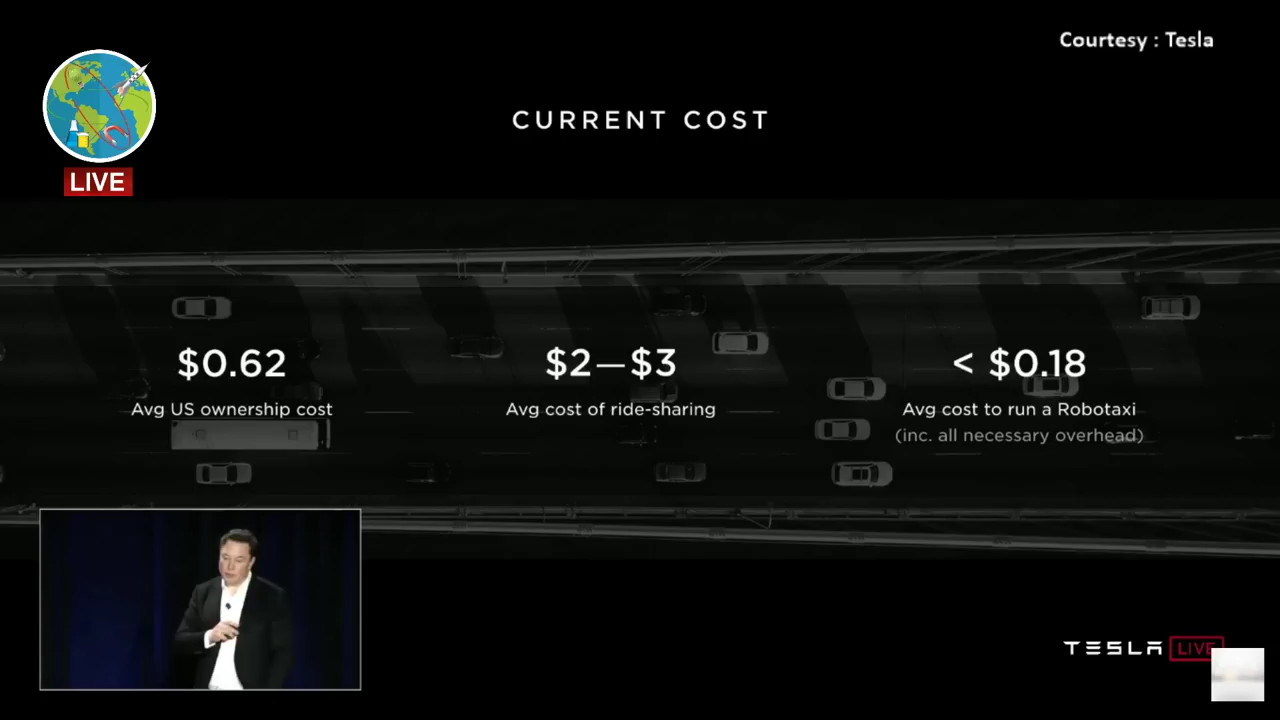 Courtesy : Tesla
LIVE
CURRENT COST
$0.62
Avg US ownership cost
$2—$3
Avg cost of ride-sharing
< $0.18
Avg cost to run a Robotaxi
(inc. all necessary overhead)
TESLA LIVE